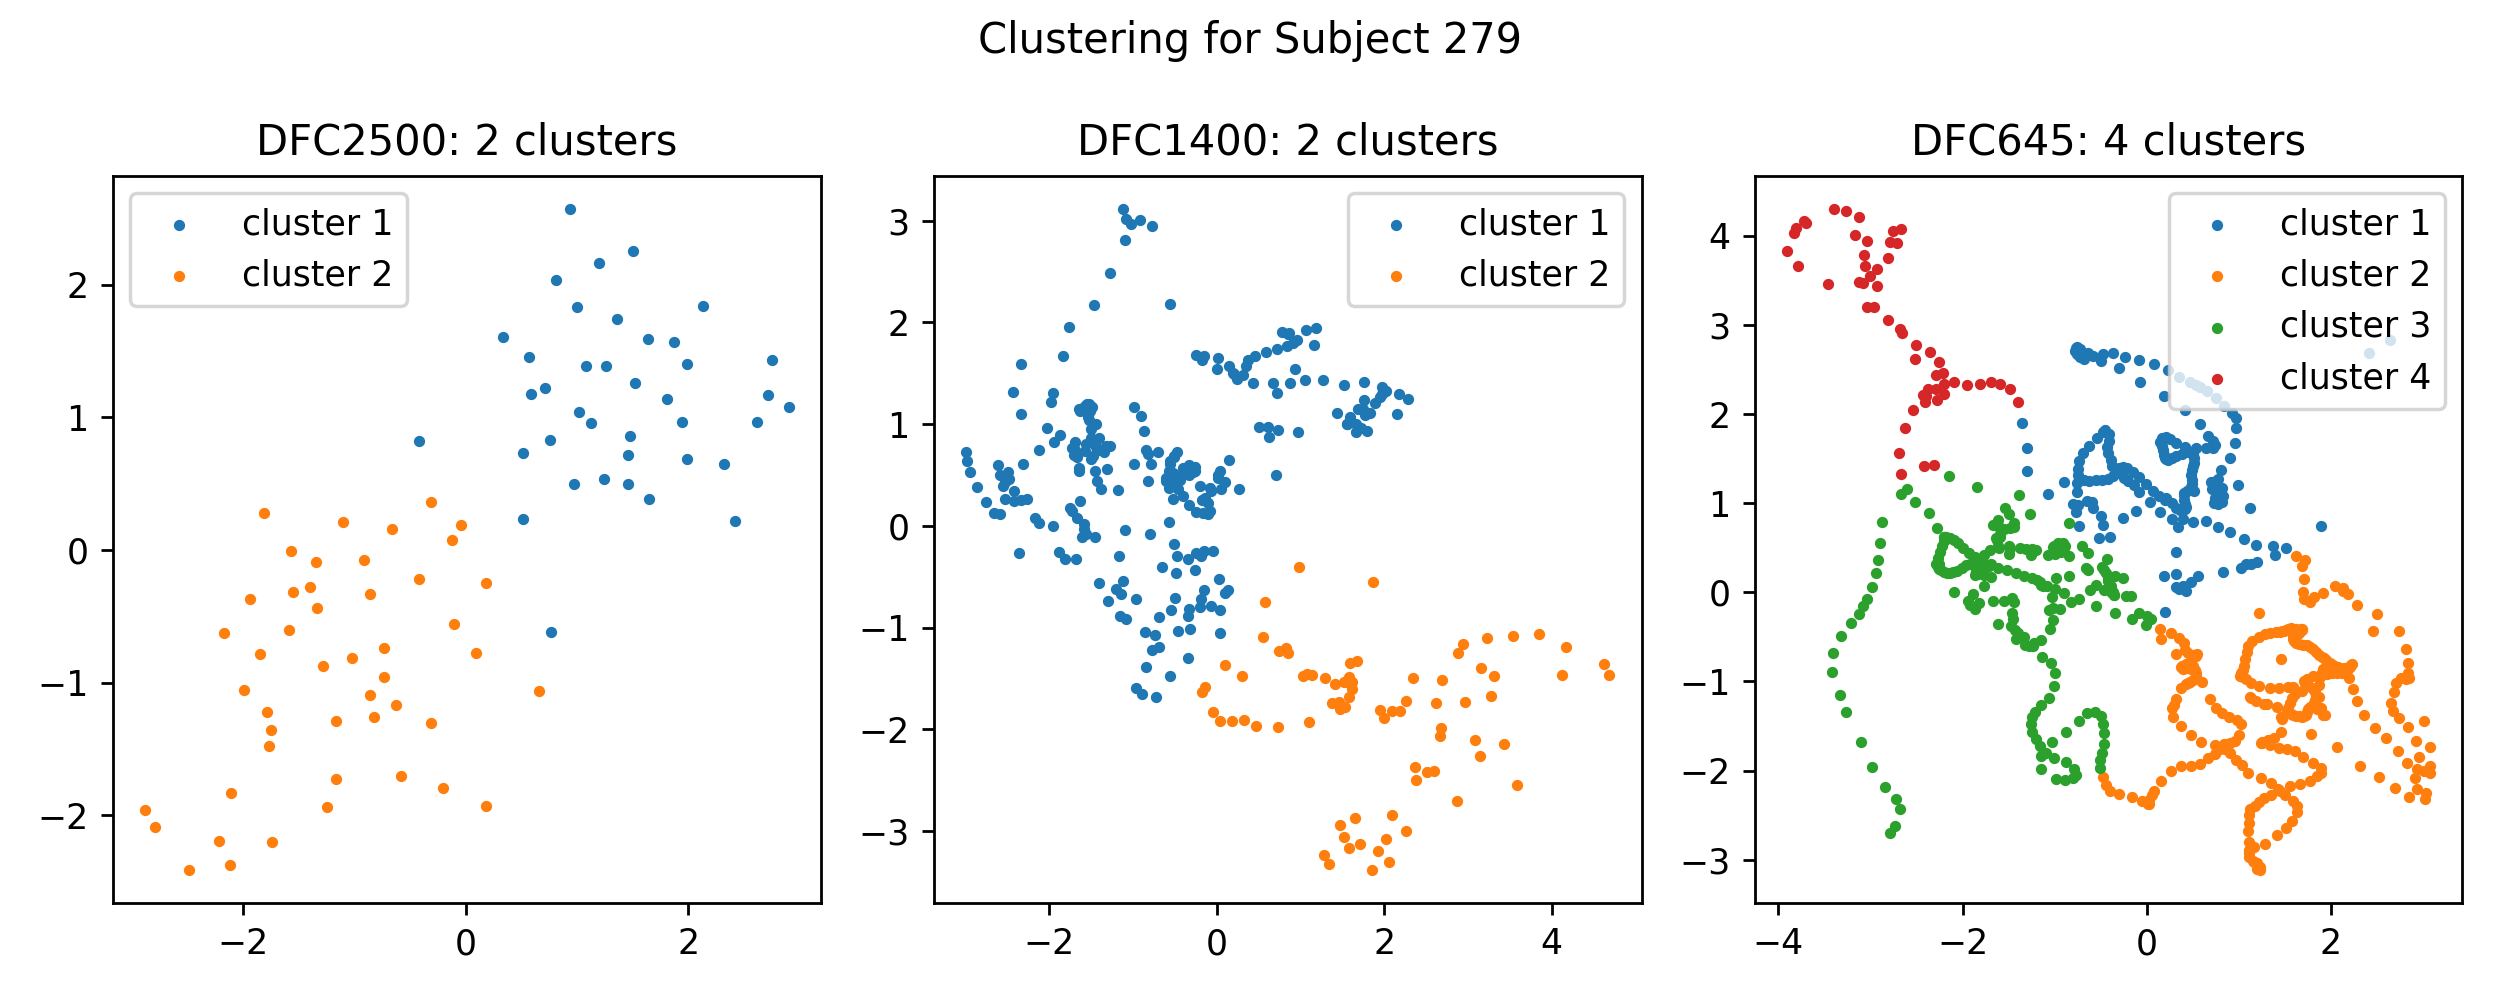 Clustering for Subject 279
DFC2500: 2 clusters
cluster 1
cluster 2
2
1
0
−1
−2
−2
0
2
DFC1400: 2 clusters
cluster 1
cluster 2
3
2
1
0
−1
−2
−3
−2
0
2
4
DFC645: 4 clusters
cluster 1
cluster 2
cluster 3
cluster 4
4
3
2
1
0
−1
−2
−3
−4
−2
0
2